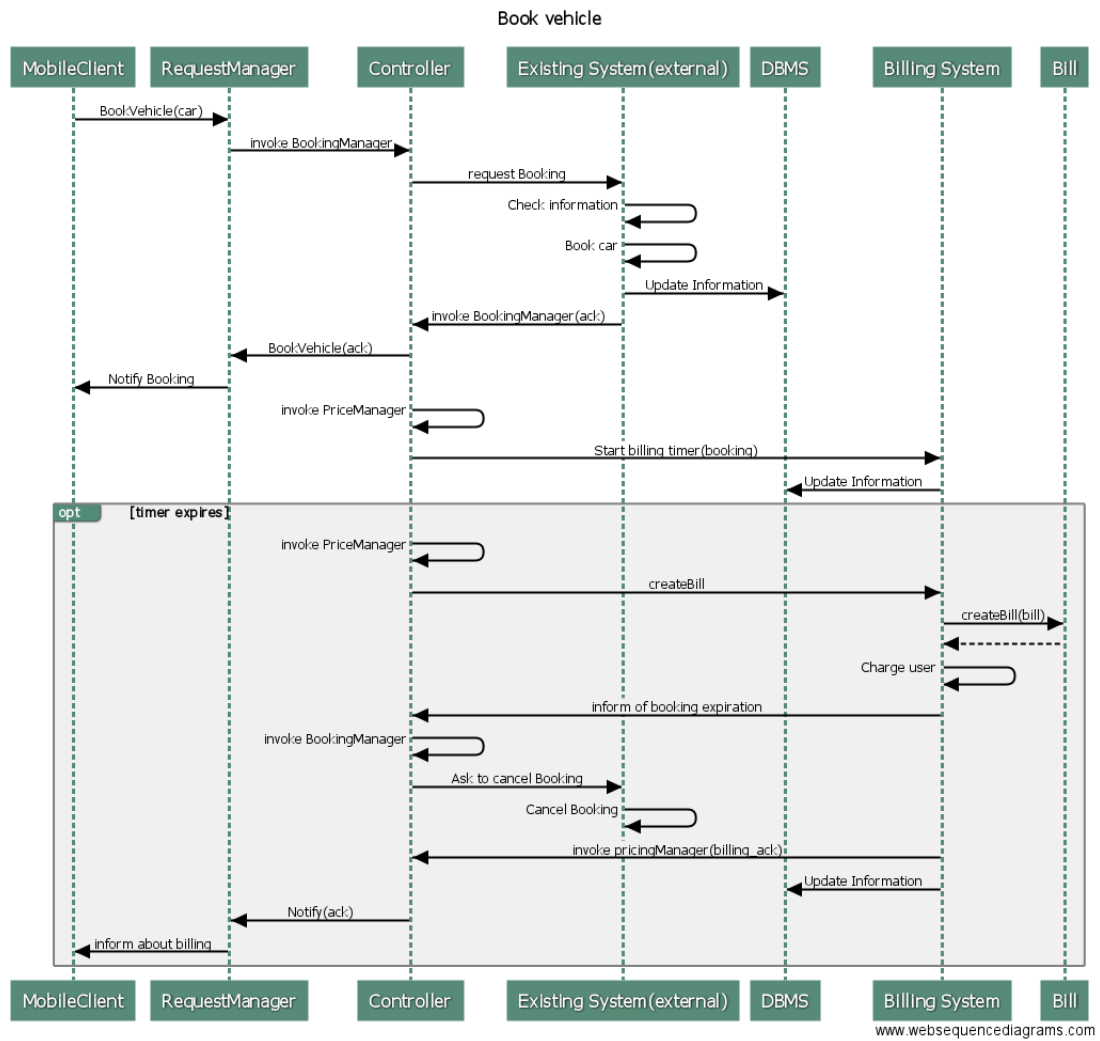 Book vehicle
MobileClient RequestManager Controller Existing System(external) DBMS Billing System Bill
BookVehicle(car)
invoke BookingManager
request Booking
Check information
Book car
Update Information
invoke BookingManager(ack)
BookVehicle(ack)
Notify Booking
invoke PriceManager
Start billing timer(booking)
Update Information
opt [timer expires]
invoke PriceManager
createBill
createBill(bill)
Charge user
inform of booking expiration
invoke BookingManager
Ask to cancel Booking
Cancel Booking
invoke pricingManager(billing_ack)
Update Information
Notify(ack)
inform about billing
MobileClient RequestManager Controller Existing System(external) DBMS Billing System Bill
www.websequencediagrams.com